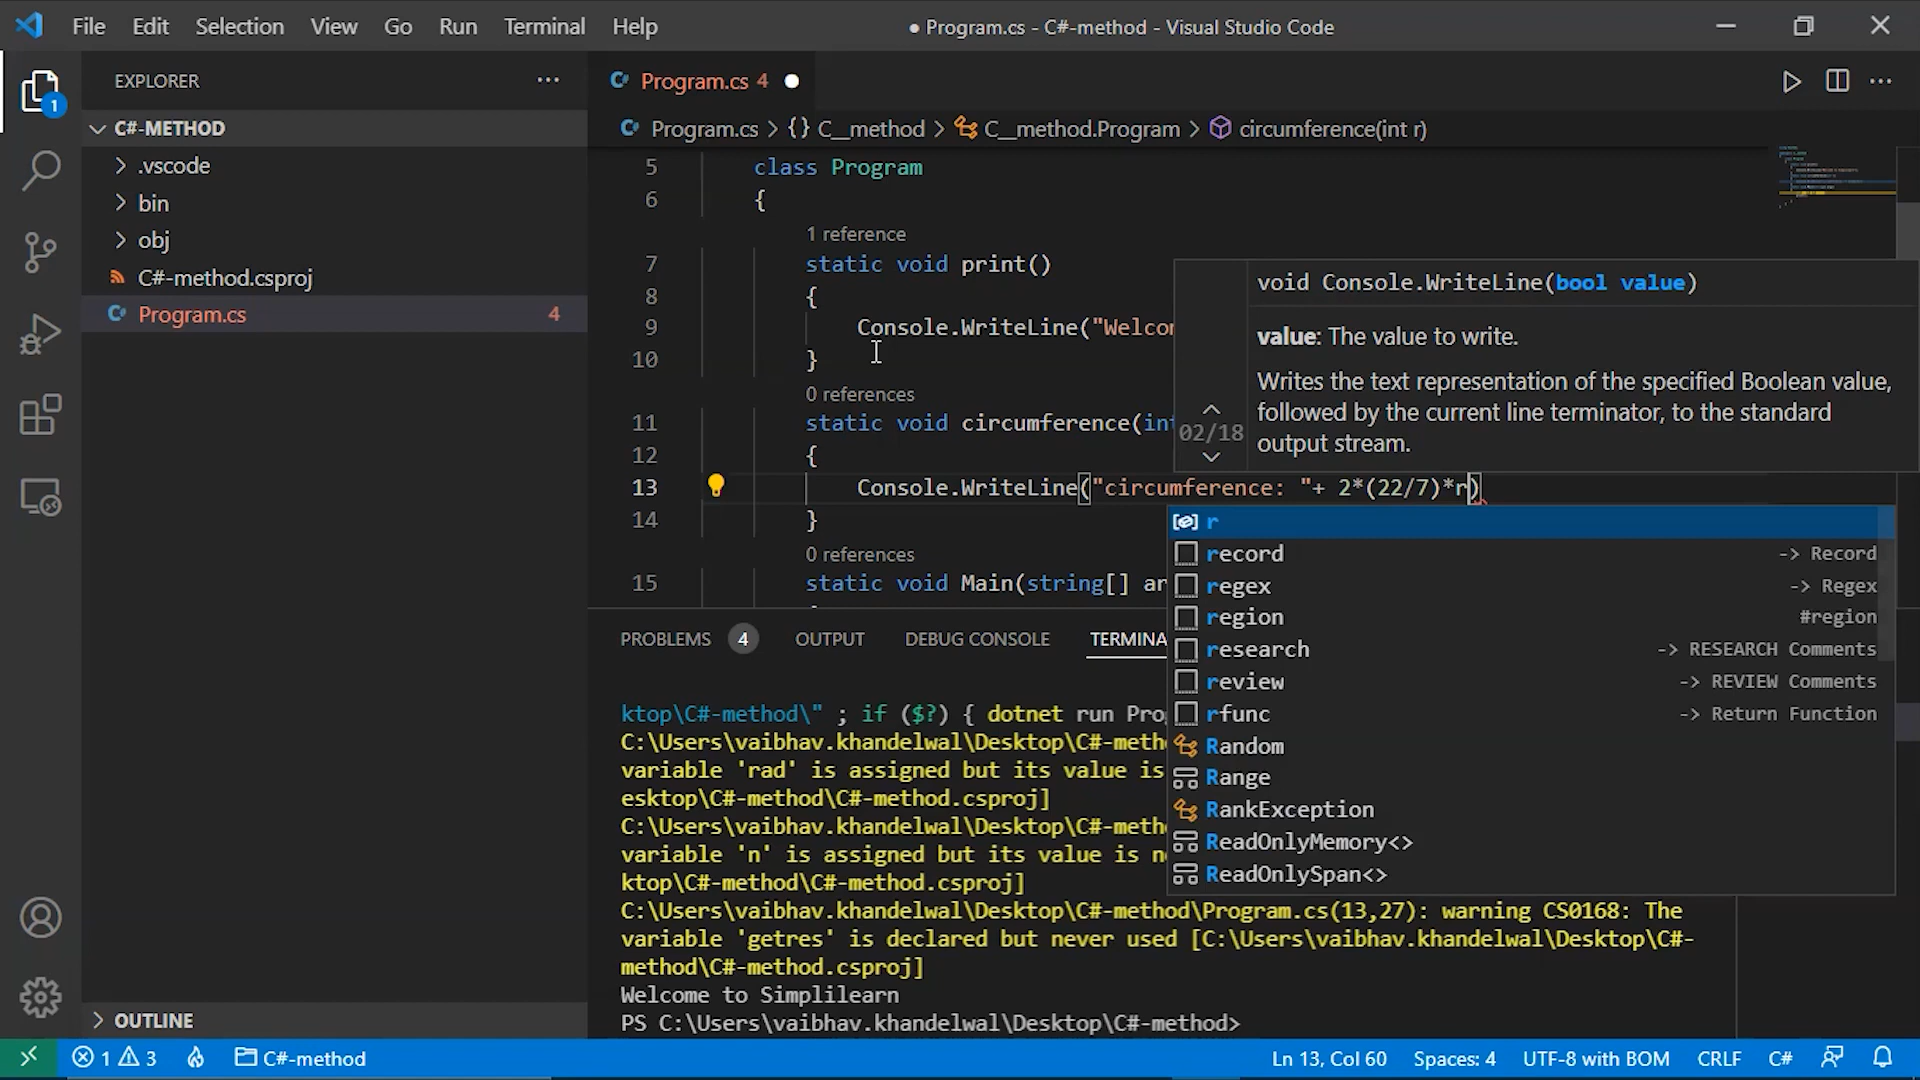 File Edit Selection View Go Run Terminal Help
● Program.cs - C#-method - Visual Studio Code
EXPLORER
1
C#-METHOD
.vscode
bin
obj
C#-method.csproj
Program.cs 4
OUTLINE
Program.cs 4
Program.cs > {} C__method > C__method.Program > circumference(int r)
5 class Program
6 {
1 reference
7 static void print()
8 {
9 Console.WriteLine("Welcom
10 }
0 references
11 static void circumference(int
12 {
13 Console.WriteLine("circumference: "+ 2*(22/7)*r)
14 }
0 references
15 static void Main(string[] ar
{
void Console.WriteLine(bool value)
value: The value to write.
Writes the text representation of the specified Boolean value,
followed by the current line terminator, to the standard
output stream.
02/18
r
record -> Record
regex -> Regex
region #region
research -> RESEARCH Comments
review -> REVIEW Comments
rfunc -> Return Function
Random
Range
RankException
ReadOnlyMemory<>
ReadOnlySpan<>
PROBLEMS 4 OUTPUT DEBUG CONSOLE TERMINA
ktop\C#-method\" ; if ($?) { dotnet run Prog
C:\Users\vaibhav.khandelwal\Desktop\C#-metho
variable 'rad' is assigned but its value is
esktop\C#-method\C#-method.csproj]
C:\Users\vaibhav.khandelwal\Desktop\C#-metho
variable 'n' is assigned but its value is ne
ktop\C#-method\C#-method.csproj]
C:\Users\vaibhav.khandelwal\Desktop\C#-method\Program.cs(13,27): warning CS0168: The
variable 'getres' is declared but never used [C:\Users\vaibhav.khandelwal\Desktop\C#-
method\C#-method.csproj]
Welcome to Simplilearn
PS C:\Users\vaibhav.khandelwal\Desktop\C#-method>
1 3 C#-method Ln 13, Col 60 Spaces: 4 UTF-8 with BOM CRLF C#